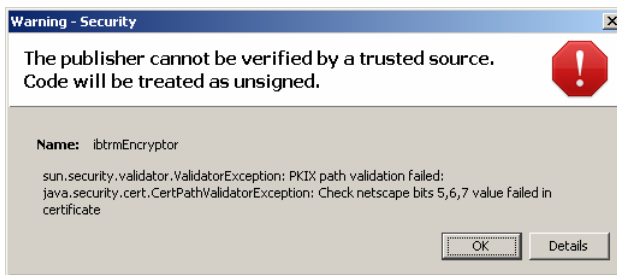 Warning - Security
The publisher cannot be verified by a trusted source.
Code will be treated as unsigned.
Name: ibtrmEncryptor
sun.security.validator.ValidatorException: PKIX path validation failed:
java.security.cert.CertPathValidatorException: Check netscape bits 5,6,7 value failed in
certificate
OK Details